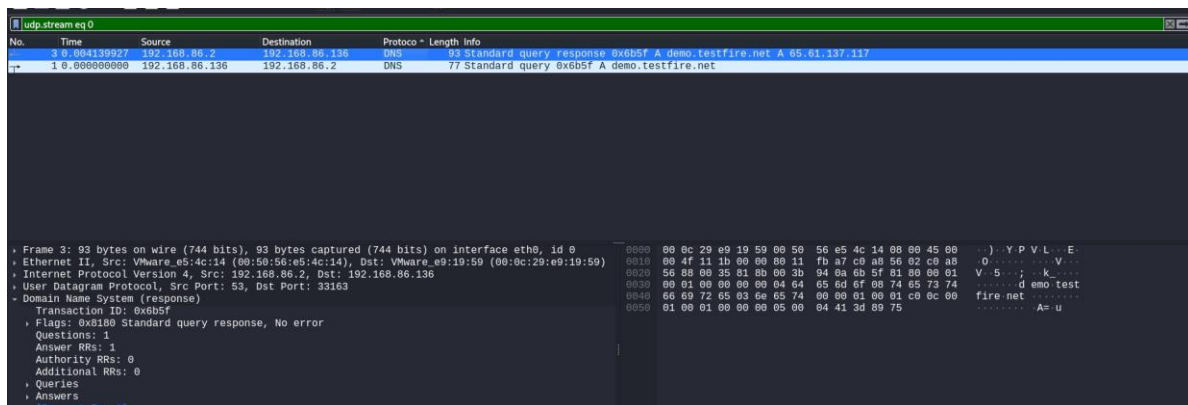 udp.stream eq 0
No. Time Source Destination Protoco Length Info
3 0.004139927 192.168.86.2 192.168.86.136 DNS 93 Standard query response 0x6b5f A demo.testfire.net A 65.61.137.117
1 0.000000000 192.168.86.136 192.168.86.2 DNS 77 Standard query 0x6b5f A demo.testfire.net
Frame 3: 93 bytes on wire (744 bits), 93 bytes captured (744 bits) on interface eth0, id 0
Ethernet II, Src: VMware_e5:4c:14 (00:50:56:e5:4c:14), Dst: VMware_e9:19:59 (00:0c:29:e9:19:59)
Internet Protocol Version 4, Src: 192.168.86.2, Dst: 192.168.86.136
User Datagram Protocol, Src Port: 53, Dst Port: 33163
Domain Name System (response)
Transaction ID: 0x6b5f
Flags: 0x8180 Standard query response, No error
Questions: 1
Answer RRs: 1
Authority RRs: 0
Additional RRs: 0
Queries
Answers
0000 00 0c 29 e9 19 59 00 50 56 e5 4c 14 08 00 45 00 ··)··Y·P V·L···E·
0010 00 4f 11 1b 00 00 80 11 fb a7 c0 a8 56 02 c0 a8 ·O······ ····V···
0020 56 88 00 35 81 8b 00 3b 94 0a 6b 5f 81 80 00 01 V··5···; ··k_····
0030 00 01 00 00 00 00 04 64 65 6d 6f 08 74 65 73 74 ·······d emo·test
0040 66 69 72 65 03 6e 65 74 00 00 01 00 01 c0 0c 00 fire·net ········
0050 01 00 01 00 00 00 05 00 04 41 3d 89 75 ········ ·A=·u